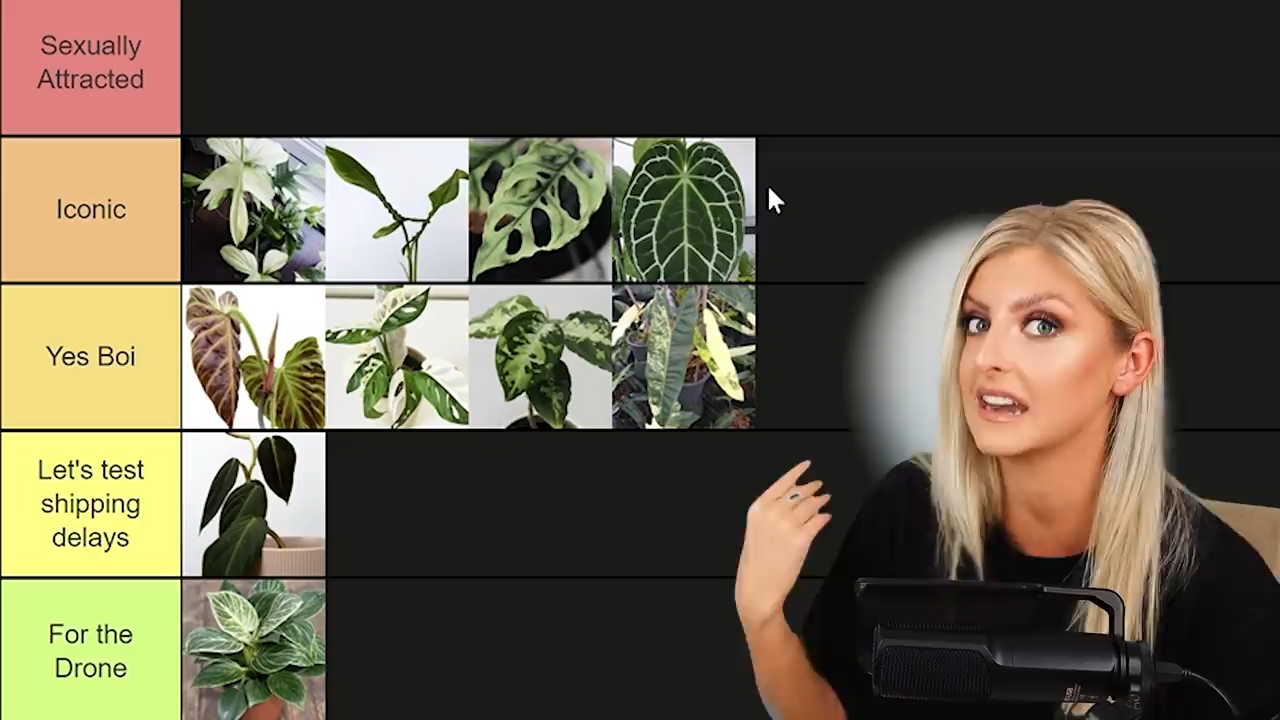 Sexually
Attracted
Iconic
Yes Boi
Let's test
shipping
delays
For the
Drone